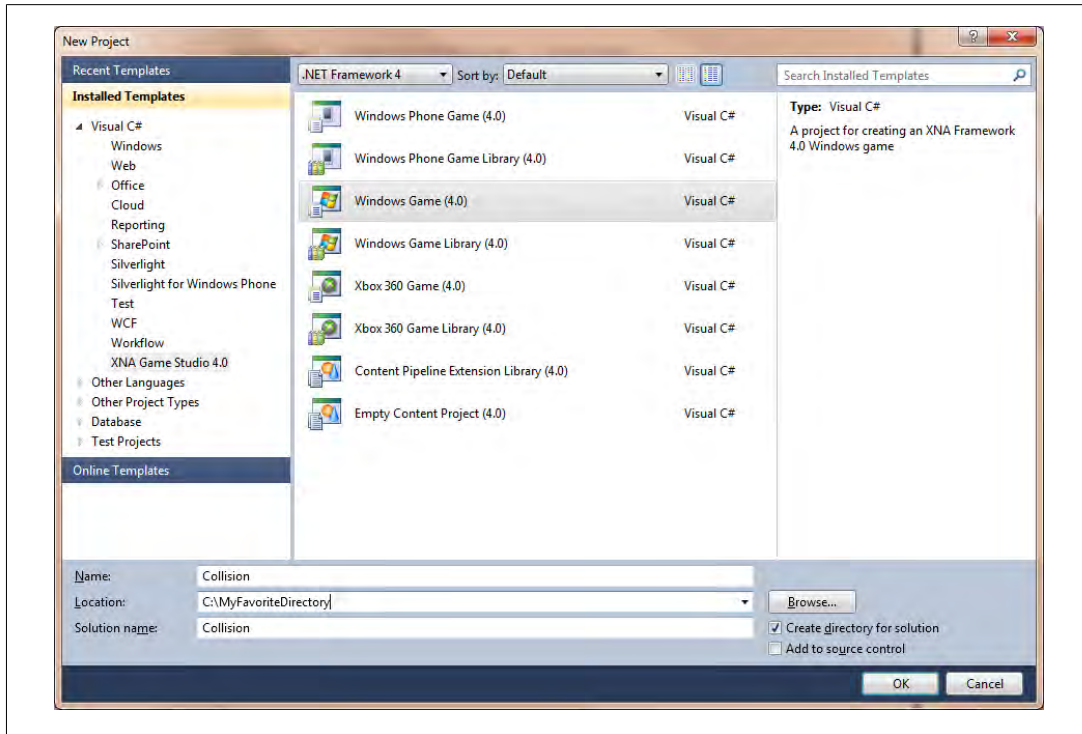 New Project
Recent Templates
Installed Templates
Visual C#
Windows
Web
Office
Cloud
Reporting
SharePoint
Silverlight
Silverlight for Windows Phone
Test
WCF
Workflow
XNA Game Studio 4.0
Other Languages
Other Project Types
Database
Test Projects
Online Templates
.NET Framework 4 Sort by: Default
Windows Phone Game (4.0) Visual C#
Windows Phone Game Library (4.0) Visual C#
Windows Game (4.0) Visual C#
Windows Game Library (4.0) Visual C#
Xbox 360 Game (4.0) Visual C#
Xbox 360 Game Library (4.0) Visual C#
Content Pipeline Extension Library (4.0) Visual C#
Empty Content Project (4.0) Visual C#
Search Installed Templates
Type: Visual C#
A project for creating an XNA Framework
4.0 Windows game
Name: Collision
Location: C:\MyFavoriteDirectory Browse...
Solution name: Collision
Create directory for solution
Add to source control
OK Cancel